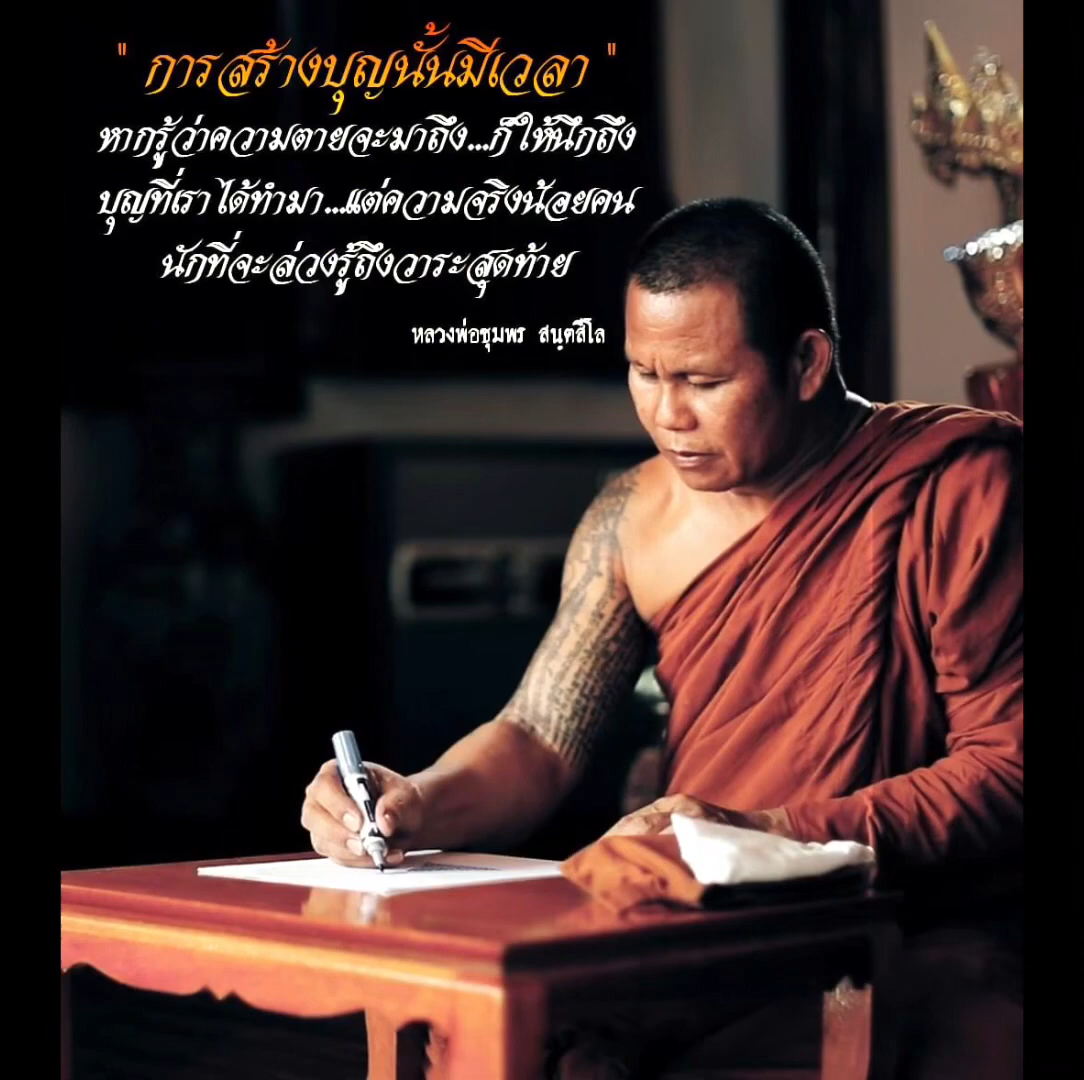 " การสร้างบุญนั้นมีเวลา "
หากรู้ว่าความตายจะมาถึง...ก็ให้นึกถึง
บุญที่เราได้ทำมา...แต่ความจริงน้อยคน
นักที่จะล่วงรู้ถึงวาระสุดท้าย
หลวงพ่อชุมพร สนฺตสีโล